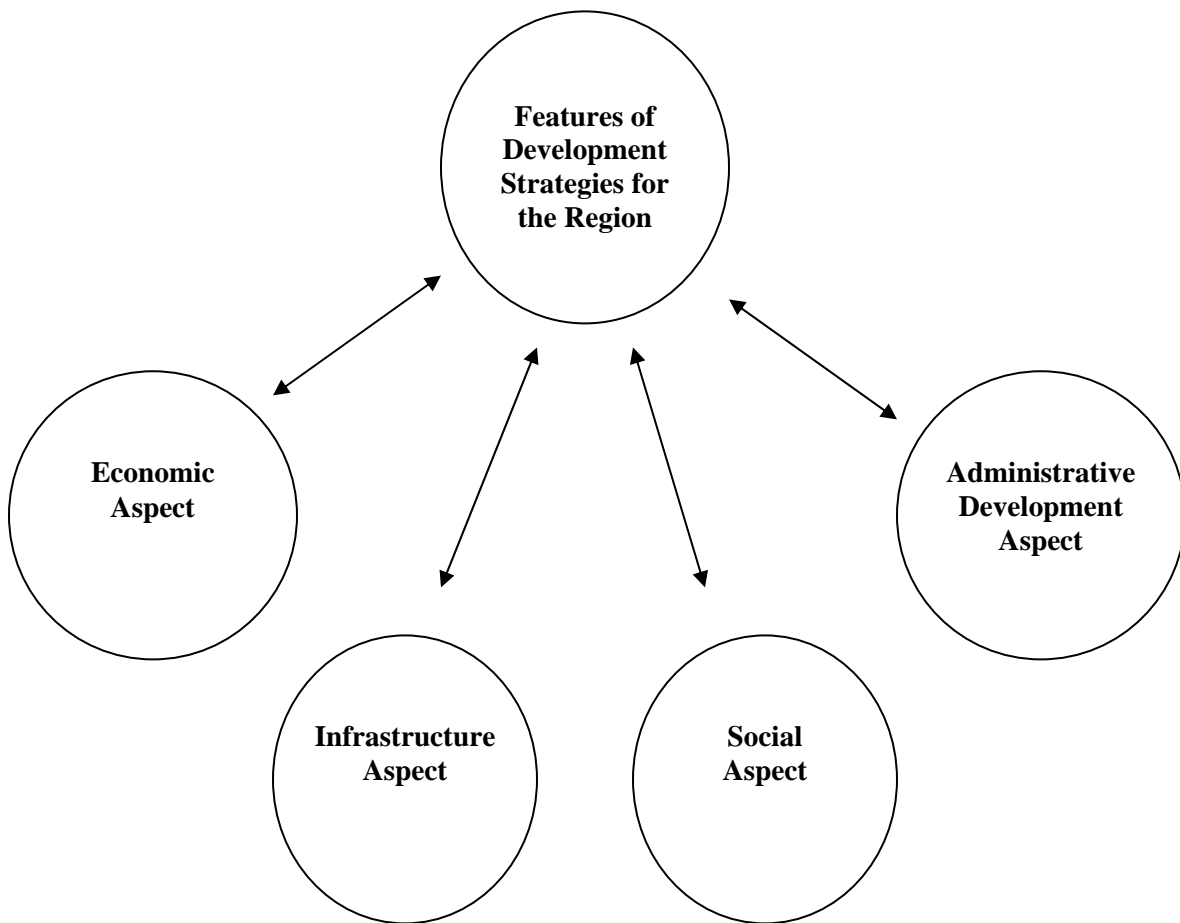 Features of
Development
Strategies for
the Region
Economic
Aspect
Administrative
Development
Aspect
Infrastructure
Aspect
Social
Aspect